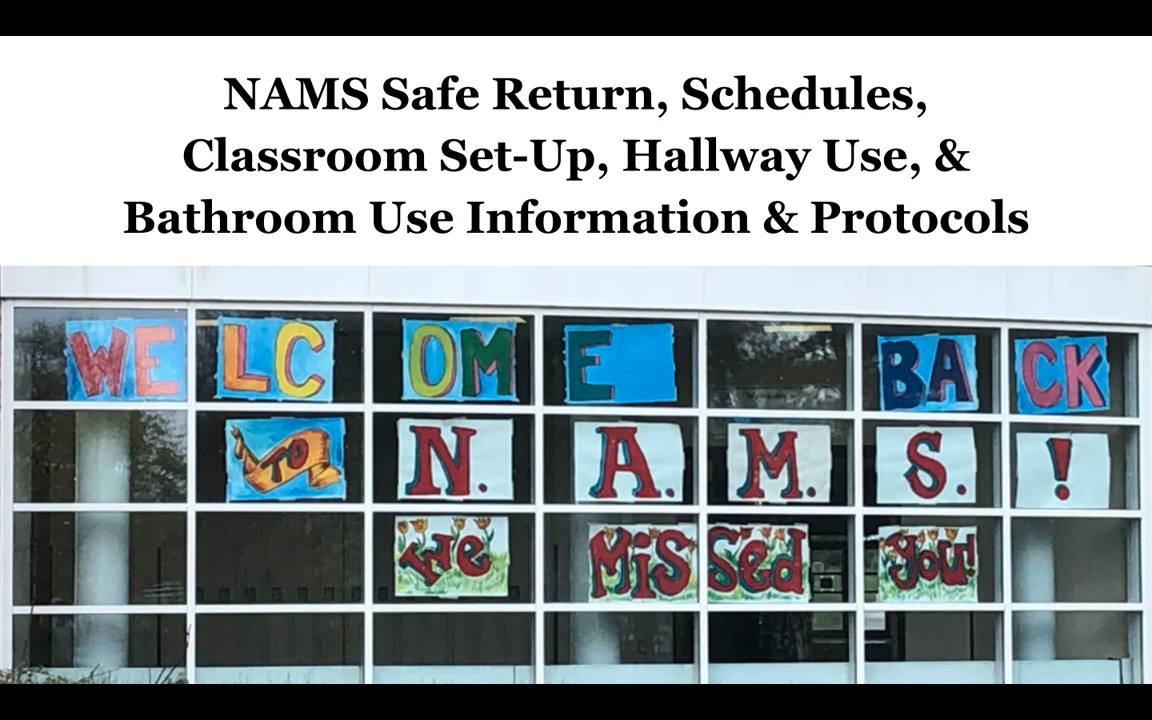 NAMS Safe Return, Schedules,
Classroom Set-Up, Hallway Use, &
Bathroom Use Information & Protocols
WELCOME BACK
TO N.A.M.S.!
We Missed You!